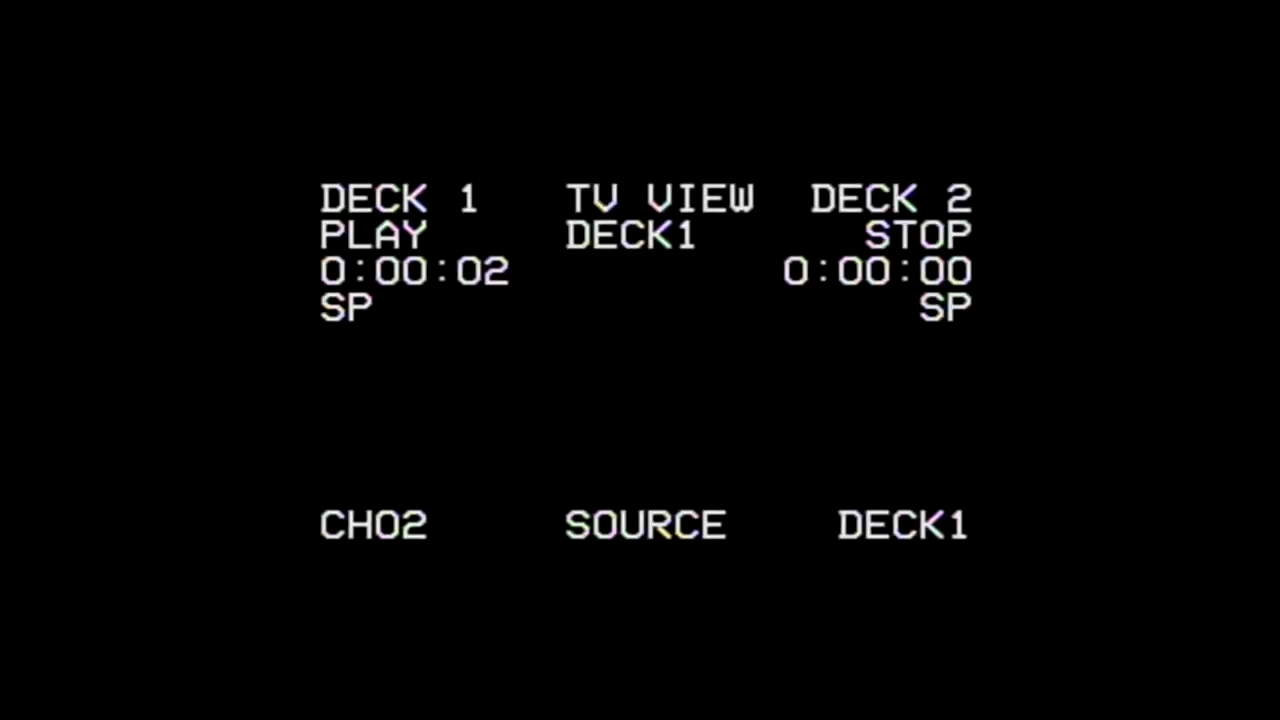 DECK 1 TV VIEW DECK 2
PLAY DECK1 STOP
0:00:02 0:00:00
SP SP
CH02 SOURCE DECK1